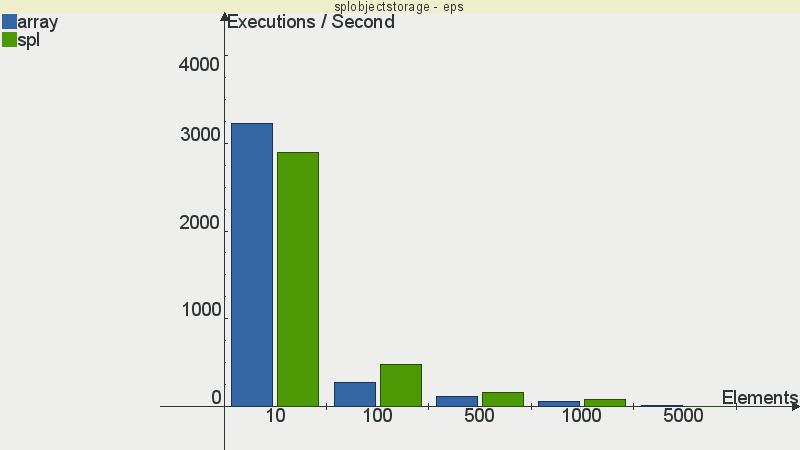 splobjectstorage - eps
array
spl
Executions / Second
4000
3000
2000
1000
0
Elements
10 100 500 1000 5000